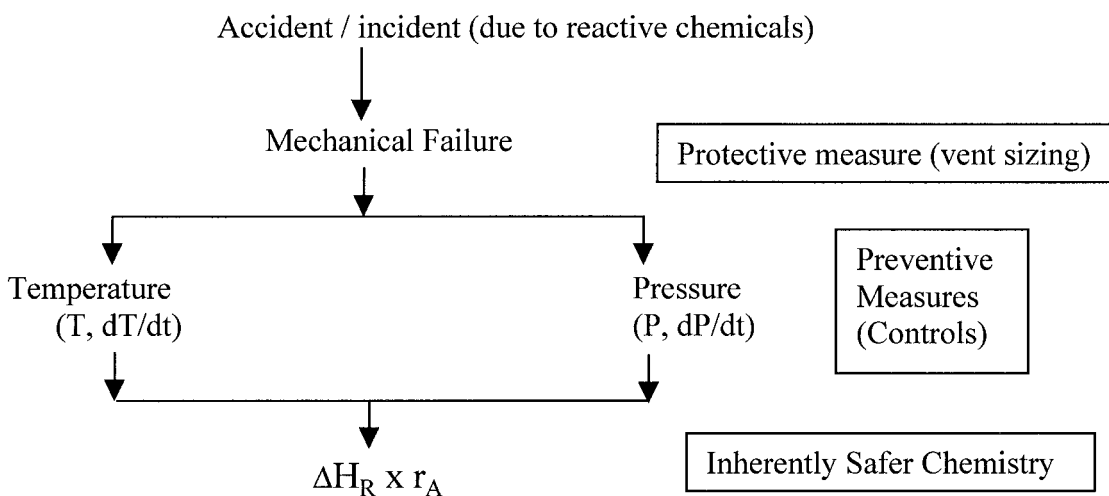 Accident / incident (due to reactive chemicals)
Mechanical Failure
Protective measure (vent sizing)
Temperature
(T, dT/dt)
Pressure
(P, dP/dt)
Preventive
Measures
(Controls)
ΔH_R x r_A
Inherently Safer Chemistry